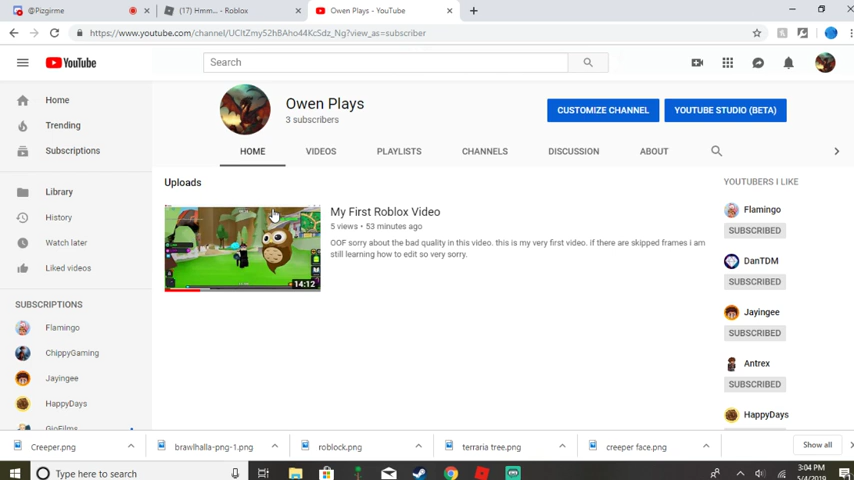 @Pizgirme
(17) Hmm... - Roblox
Owen Plays - YouTube
https://www.youtube.com/channel/UCltZmy52hBAho44KcSdz_Ng?view_as=subscriber
YouTube
Search
Owen Plays
3 subscribers
CUSTOMIZE CHANNEL
YOUTUBE STUDIO (BETA)
HOME VIDEOS PLAYLISTS CHANNELS DISCUSSION ABOUT
Home
Trending
Subscriptions
Library
History
Watch later
Liked videos
SUBSCRIPTIONS
Flamingo
ChippyGaming
Jayingee
HappyDays
GioFilms
Uploads
14:12
My First Roblox Video
5 views • 53 minutes ago
OOF sorry about the bad quality in this video. this is my very first video. if there are skipped frames i am
still learning how to edit so very sorry.
YOUTUBERS I LIKE
Flamingo
SUBSCRIBED
DanTDM
SUBSCRIBED
Jayingee
SUBSCRIBED
Antrex
SUBSCRIBED
HappyDays
Creeper.png
brawlhalla-png-1.png
roblock.png
terraria tree.png
creeper face.png
Show all
Type here to search
3:04 PM
5/4/2019